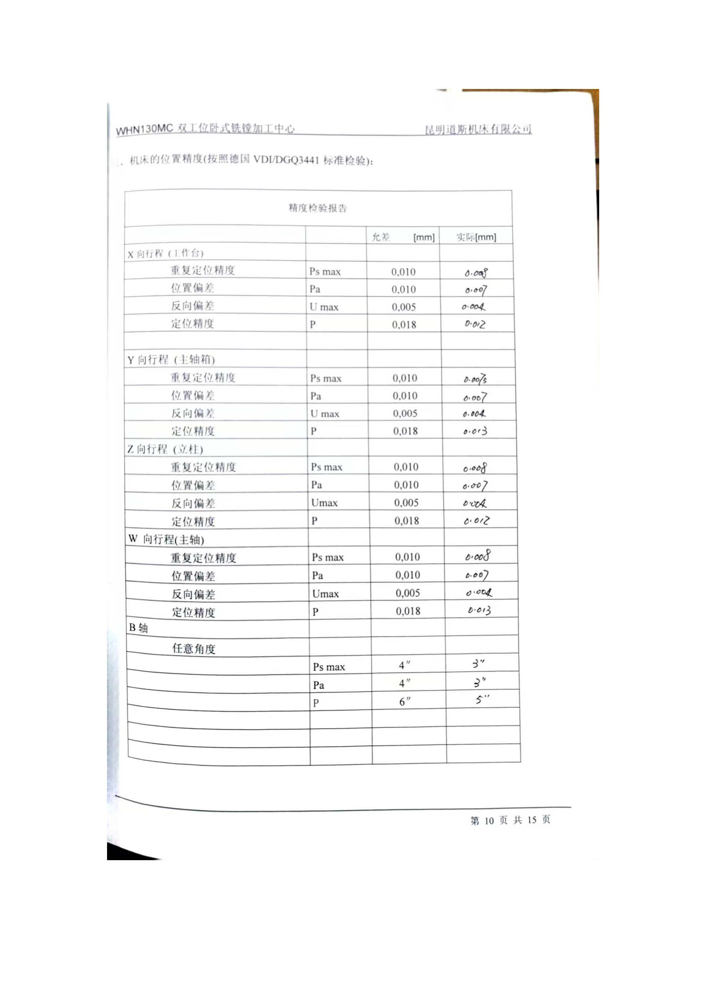 WHN130MC 双工位卧式铣镗加工中心 昆明道斯机床有限公司
、机床的位置精度(按照德国 VDI/DGQ3441 标准检验):
精度检验报告
允差 [mm] 实际[mm]
X 向行程 (工作台)
重复定位精度 Ps max 0,010 0.008
位置偏差 Pa 0,010 0.007
反向偏差 U max 0,005 0.004
定位精度 P 0,018 0.012
Y 向行程 (主轴箱)
重复定位精度 Ps max 0,010 0.0075
位置偏差 Pa 0,010 0.007
反向偏差 U max 0,005 0.004
定位精度 P 0,018 0.013
Z 向行程 (立柱)
重复定位精度 Ps max 0,010 0.008
位置偏差 Pa 0,010 0.007
反向偏差 Umax 0,005 0.004
定位精度 P 0,018 0.012
W 向行程(主轴)
重复定位精度 Ps max 0,010 0.008
位置偏差 Pa 0,010 0.007
反向偏差 Umax 0,005 0.004
定位精度 P 0,018 0.013
B 轴
任意角度
Ps max 4″ 3″
Pa 4″ 3″
P 6″ 5″
第 10 页 共 15 页